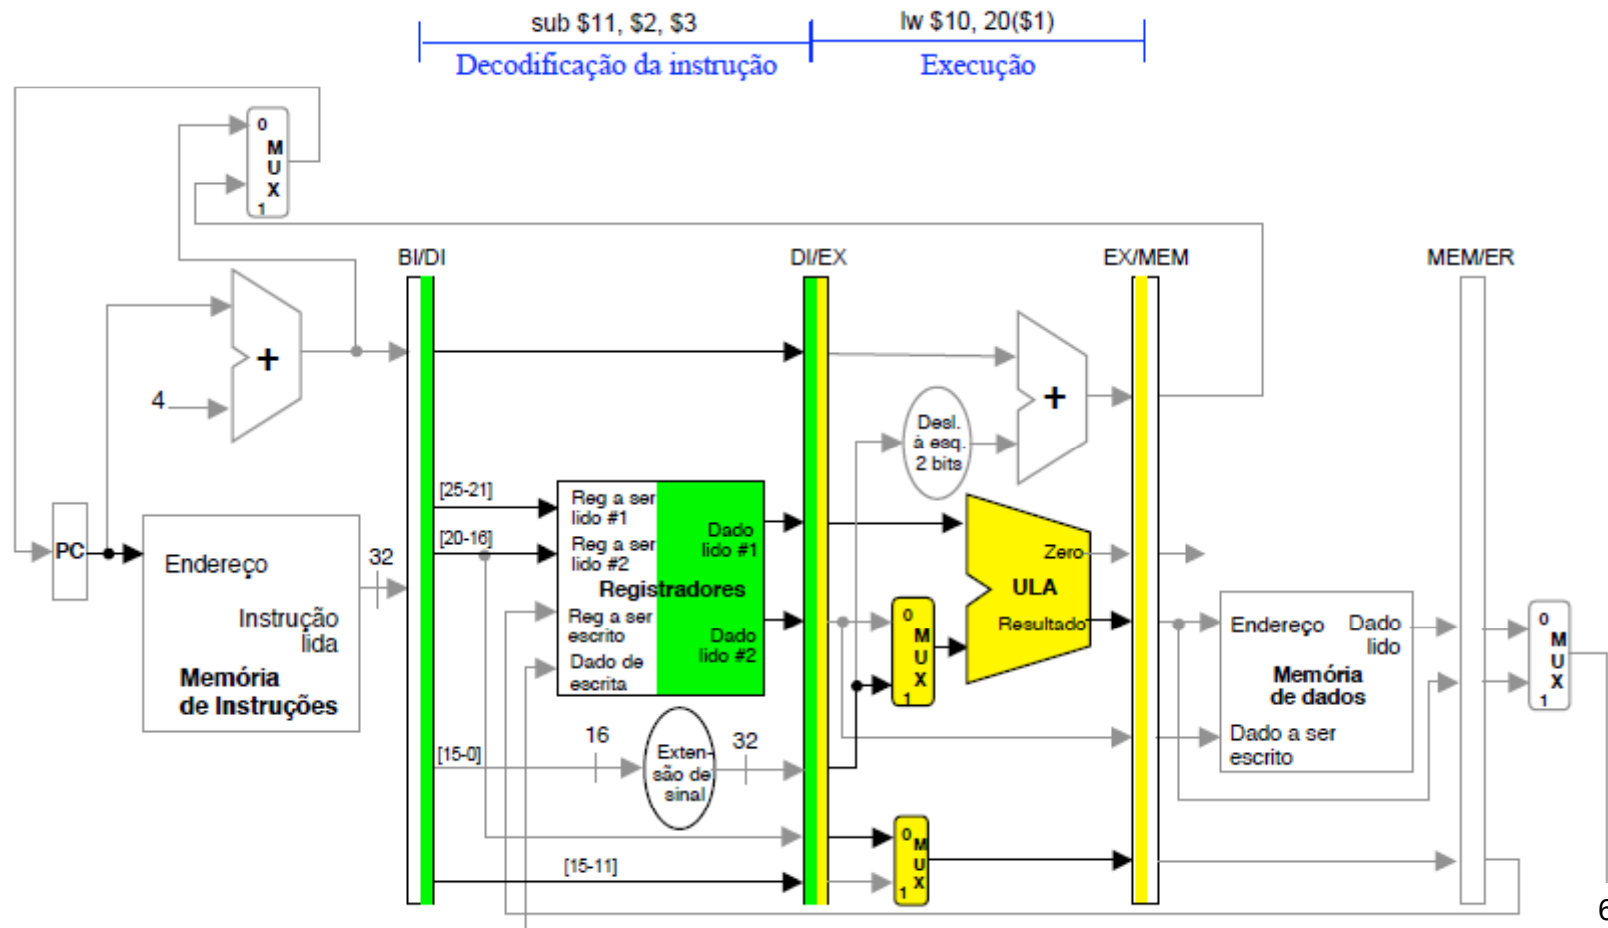 sub $11, $2, $3
lw $10, 20($1)
Decodificação da instrução
Execução
0
M
U
X
1
BI/DI
DI/EX
EX/MEM
MEM/ER
+
4
+
Desl.
à esq.
2 bits
[25-21]
[20-16]
PC
Endereço
32
Instrução
lida
Memória
de Instruções
Reg a ser
lido #1
Reg a ser
lido #2
Dado
lido #1
Registradores
Reg a ser
escrito
Dado de
escrita
Dado
lido #2
Zero
ULA
Resultado
0
M
U
X
1
Endereço
Dado
lido
Memória
de dados
Dado a ser
escrito
0
M
U
X
1
[15-0]
16
Exten-
são de
sinal
32
0
M
U
X
1
[15-11]
6